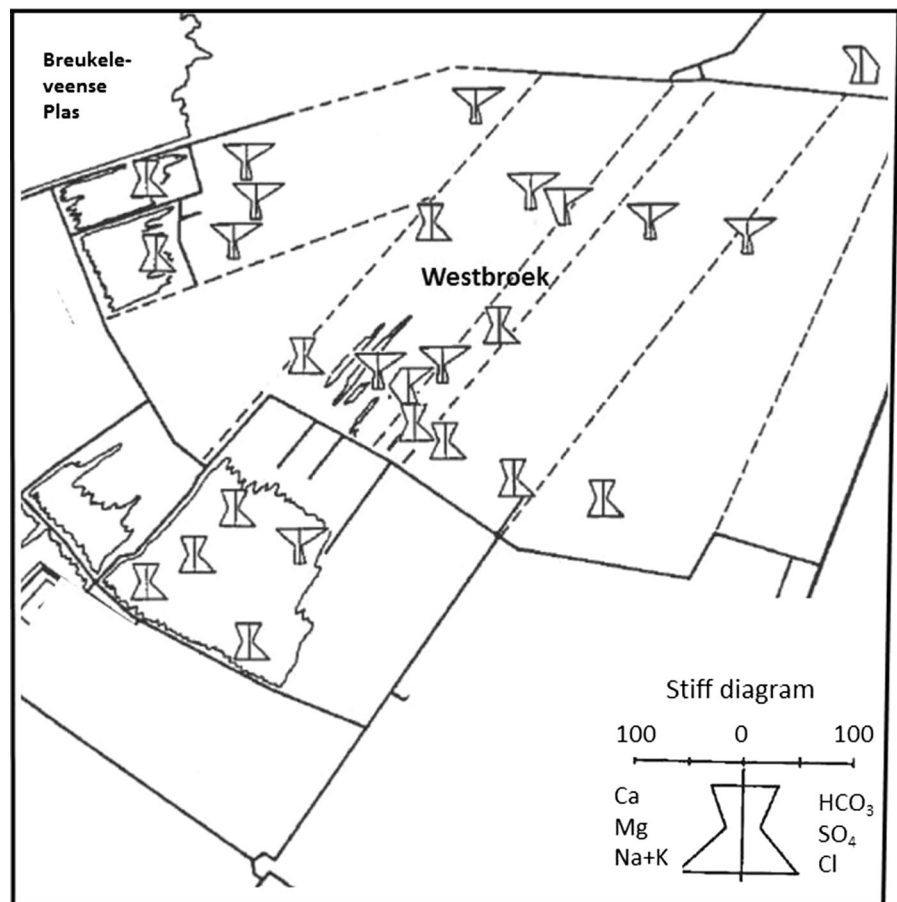 Breukele-
veense
Plas
Westbroek
Stiff diagram
100 0 100
Ca HCO₃
Mg SO₄
Na+K Cl